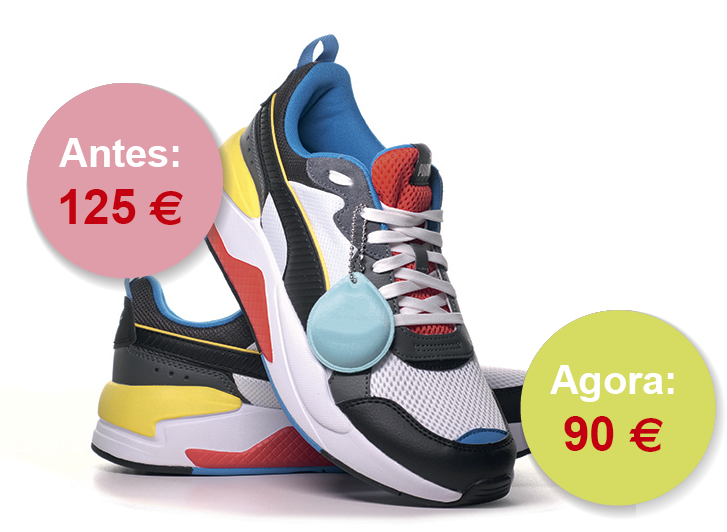 Antes:
125 €
Agora:
90 €